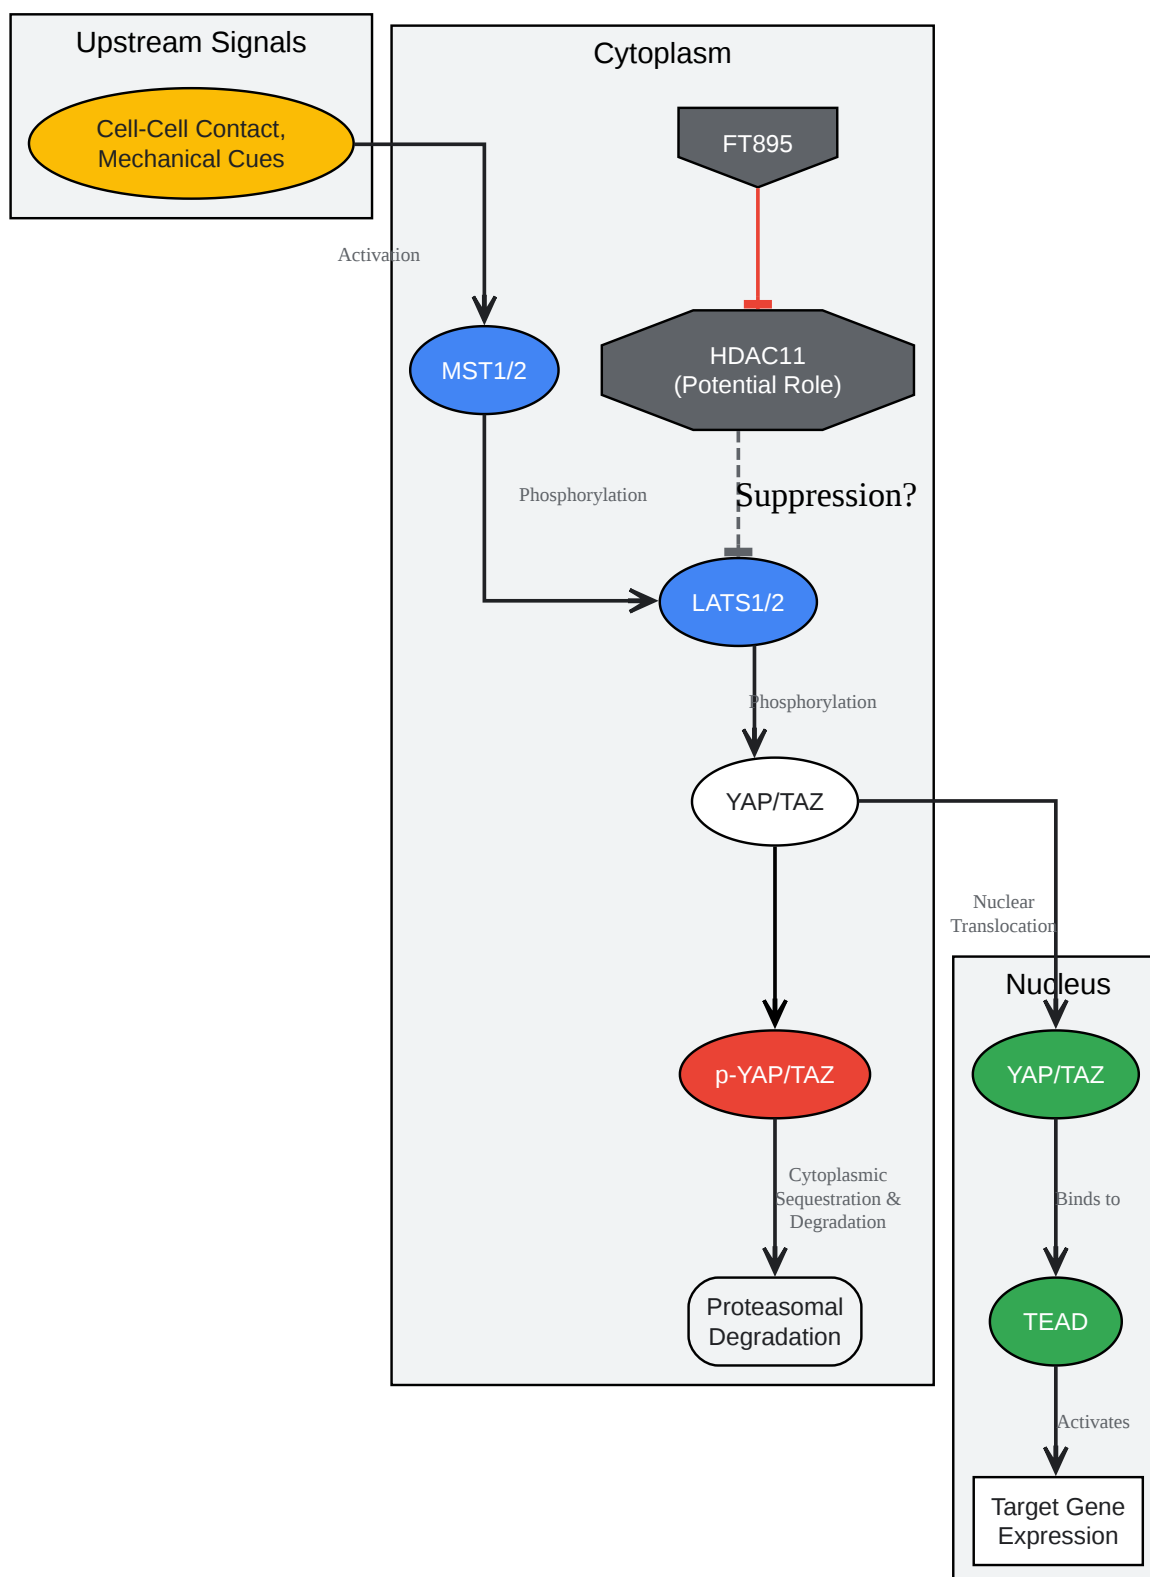 Upstream Signals
Cell-Cell Contact,
Mechanical Cues
Activation
Cytoplasm
FT895
HDAC11
(Potential Role)
MST1/2
Phosphorylation
Suppression?
LATS1/2
Phosphorylation
YAP/TAZ
Nuclear
Translocation
p-YAP/TAZ
Cytoplasmic
Sequestration &
Degradation
Proteasomal
Degradation
Nucleus
YAP/TAZ
Binds to
TEAD
Activates
Target Gene
Expression